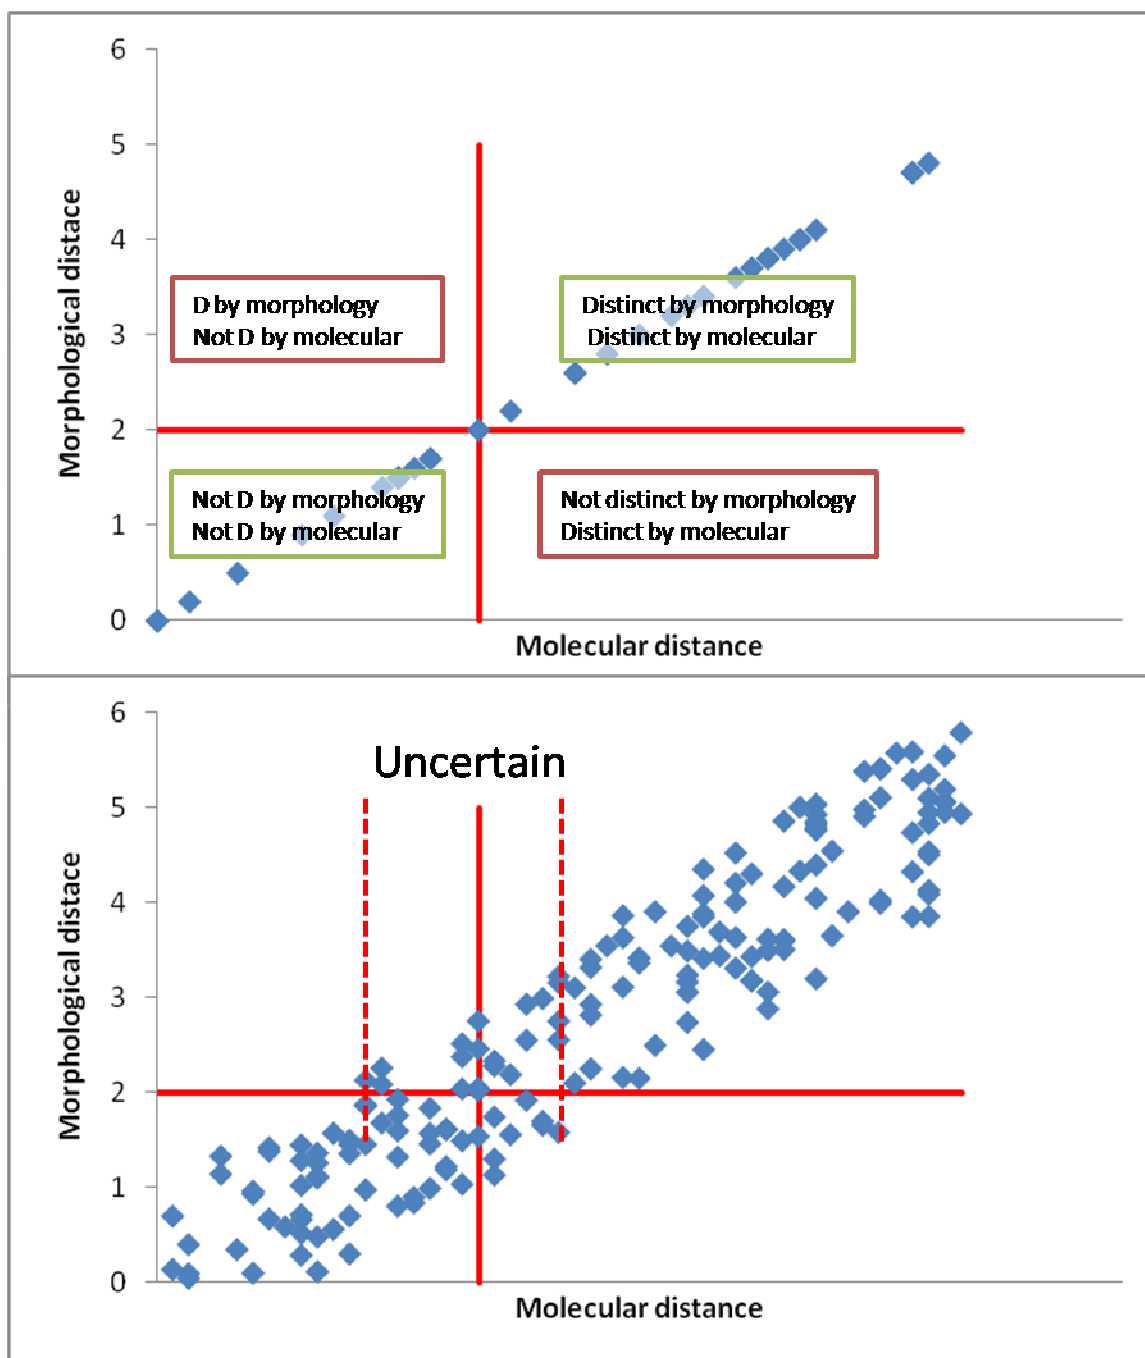 6
5
4
3
2
1
0
Morphological distace
D by morphology
Not D by molecular
Distinct by morphology
Distinct by molecular
Not D by morphology
Not D by molecular
Not distinct by morphology
Distinct by molecular
Molecular distance
6
5
4
3
2
1
0
Morphological distace
Uncertain
Molecular distance